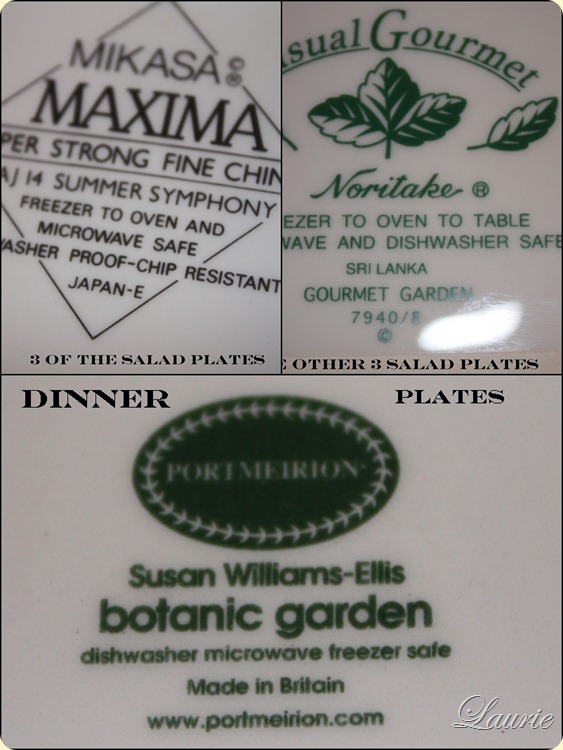 MIKASA ©®
MAXIMA
PER STRONG FINE CHIN
AJ 14 SUMMER SYMPHONY
FREEZER TO OVEN AND
MICROWAVE SAFE
WASHER PROOF-CHIP RESISTANT
JAPAN-E
3 OF THE SALAD PLATES
asual Gourmet
Noritake ®
EZER TO OVEN TO TABLE
WAVE AND DISHWASHER SAFE
SRI LANKA
GOURMET GARDEN
7940/8
©
E OTHER 3 SALAD PLATES
DINNER PLATES
PORTMEIRION
Susan Williams-Ellis
botanic garden
dishwasher microwave freezer safe
Made in Britain
www.portmeirion.com
Laurie